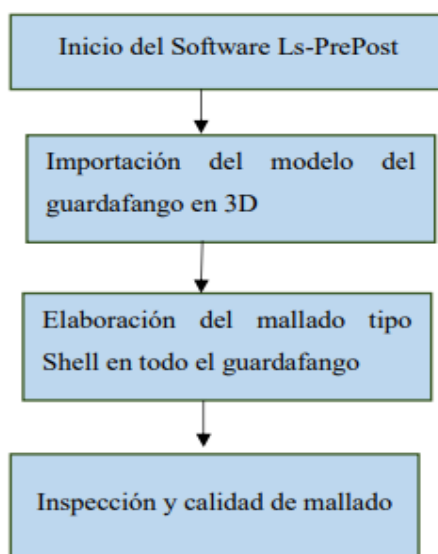 Inicio del Software Ls-PrePost
Importación del modelo del
guardafango en 3D
Elaboración del mallado tipo
Shell en todo el guardafango
Inspección y calidad de mallado